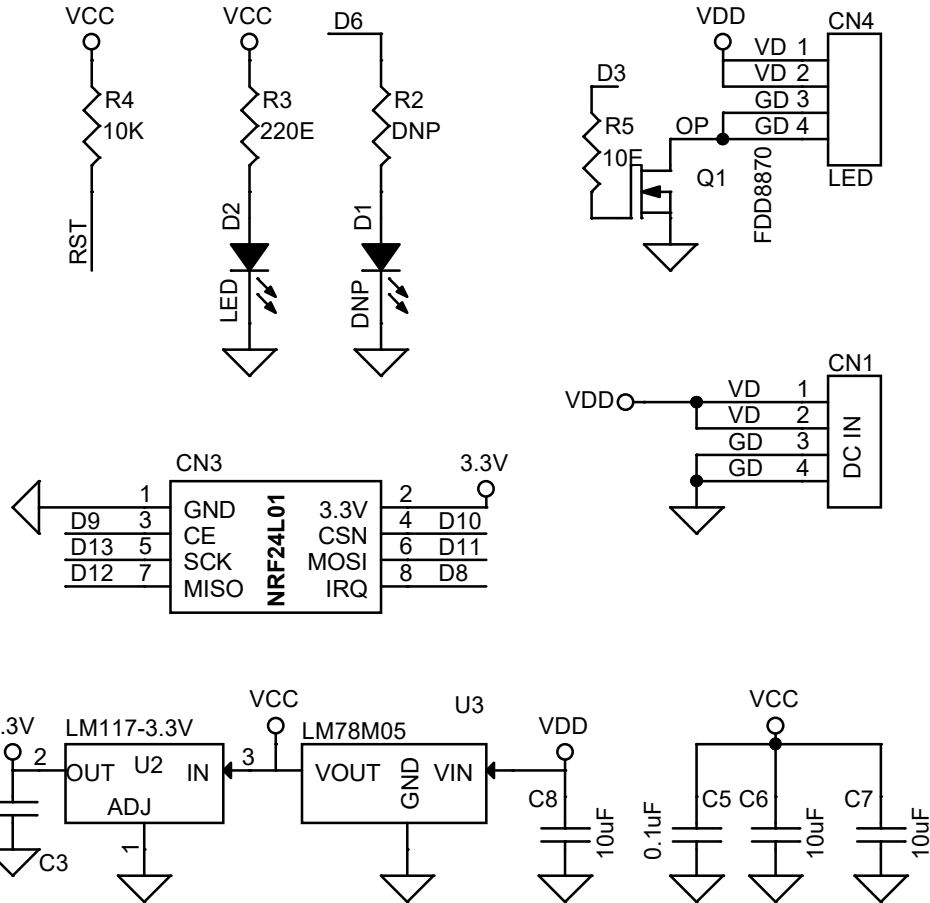 VCC
R4
10K
RST
VCC
R3
220E
D2
LED
D6
R2
DNP
D1
DNP
VDD
CN4
VD 1
VD 2
GD 3
GD 4
LED
D3
R5
10E
OP
Q1
FDD8870
CN1
VDD
VD 1
VD 2
GD 3
GD 4
DC IN
CN3
3.3V
1 GND 3.3V 2
D9 3 CE CSN 4 D10
D13 5 SCK MOSI 6 D11
D12 7 MISO IRQ 8 D8
NRF24L01
.3V
2
LM117-3.3V
OUT U2 IN
ADJ
1
C3
3
VCC
U3
LM78M05
VOUT GND VIN
VDD
C8
10uF
VCC
0.1uF
C5
C6
10uF
C7
10uF